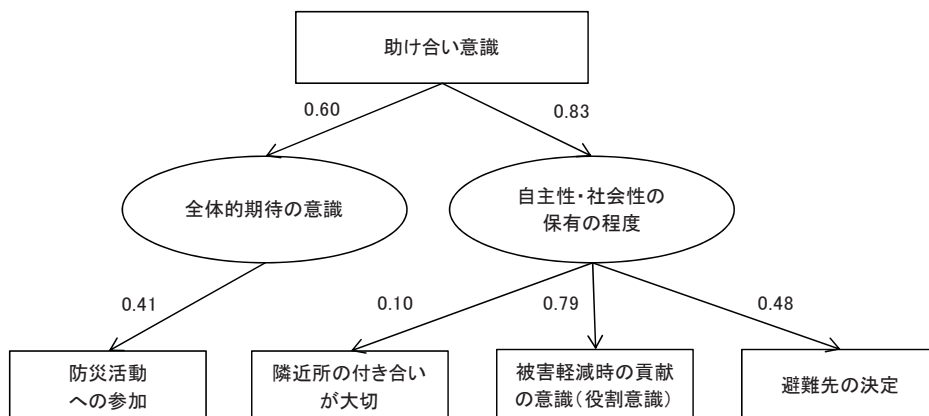 助け合い意識
0.60
0.83
全体的期待の意識
自主性・社会性の
保有の程度
0.41
0.10
0.79
0.48
防災活動
への参加
隣近所の付き合い
が大切
被害軽減時の貢献
の意識(役割意識)
避難先の決定